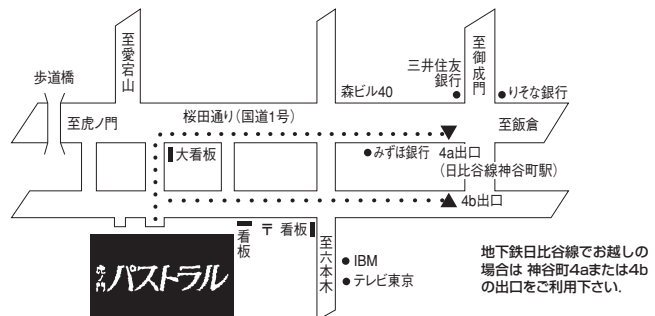 至愛宕山
至御成門
三井住友
銀行
歩道橋
森ビル40
りそな銀行
桜田通り(国道1号)
至虎ノ門
至飯倉
大看板
みずほ銀行
4a出口
(日比谷線神谷町駅)
4b出口
看板
〒
看板
至六本木
虎ノ門
パストラル
IBM
テレビ東京
地下鉄日比谷線でお越しの
場合は 神谷町4aまたは4b
の出口をご利用下さい.